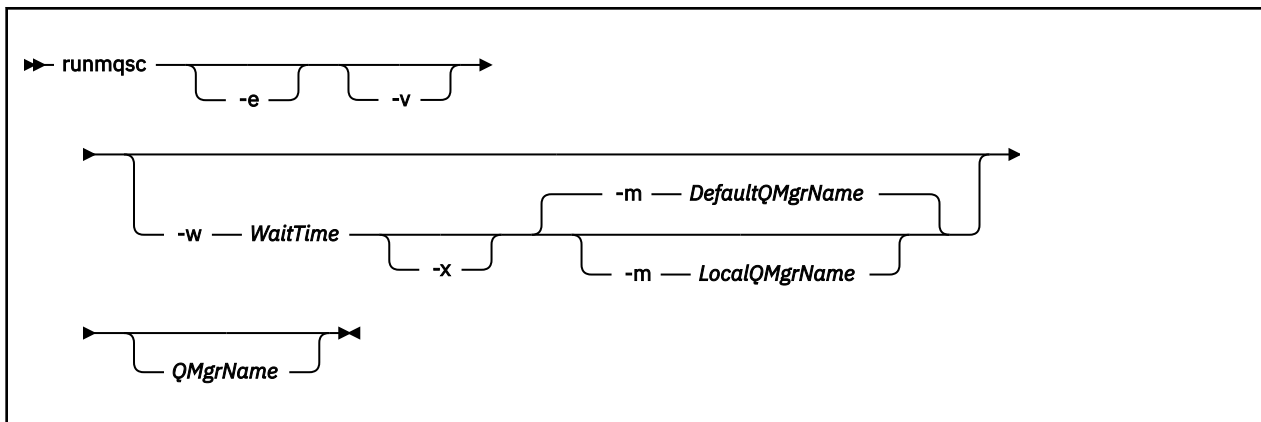 runmqsc
-e -v
-m DefaultQMgrName
-w WaitTime
-x -m LocalQMgrName
QMgrName